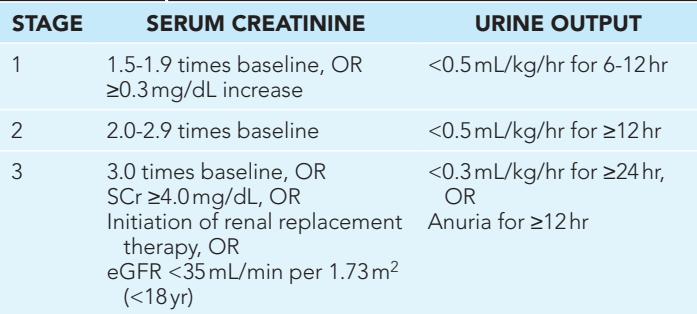 STAGE SERUM CREATININE URINE OUTPUT
1 1.5-1.9 times baseline, OR <0.5 mL/kg/hr for 6-12 hr
≥0.3 mg/dL increase
2 2.0-2.9 times baseline <0.5 mL/kg/hr for ≥12 hr
3 3.0 times baseline, OR <0.3 mL/kg/hr for ≥24 hr,
SCr ≥4.0 mg/dL, OR OR
Initiation of renal replacement Anuria for ≥12 hr
therapy, OR
eGFR <35 mL/min per 1.73 m²
(<18 yr)